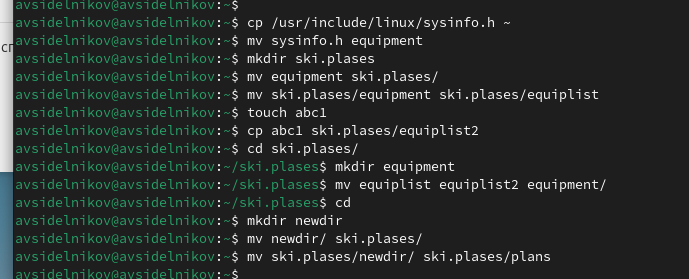 avsidelnikov@avsidelnikov:~$
avsidelnikov@avsidelnikov:~$ cp /usr/include/linux/sysinfo.h ~
avsidelnikov@avsidelnikov:~$ mv sysinfo.h equipment
avsidelnikov@avsidelnikov:~$ mkdir ski.plases
avsidelnikov@avsidelnikov:~$ mv equipment ski.plases/
avsidelnikov@avsidelnikov:~$ mv ski.plases/equipment ski.plases/equiplist
avsidelnikov@avsidelnikov:~$ touch abc1
avsidelnikov@avsidelnikov:~$ cp abc1 ski.plases/equiplist2
avsidelnikov@avsidelnikov:~$ cd ski.plases/
avsidelnikov@avsidelnikov:~/ski.plases$ mkdir equipment
avsidelnikov@avsidelnikov:~/ski.plases$ mv equiplist equiplist2 equipment/
avsidelnikov@avsidelnikov:~/ski.plases$ cd
avsidelnikov@avsidelnikov:~$ mkdir newdir
avsidelnikov@avsidelnikov:~$ mv newdir/ ski.plases/
avsidelnikov@avsidelnikov:~$ mv ski.plases/newdir/ ski.plases/plans
avsidelnikov@avsidelnikov:~$